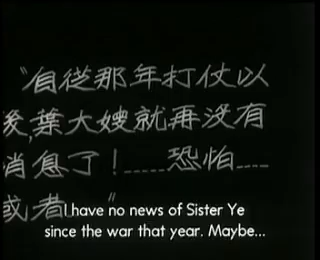 "自從那年打仗以
後,葉大嫂就再沒有
消息了!......恐怕....
或者"
I have no news of Sister Ye
since the war that year. Maybe...